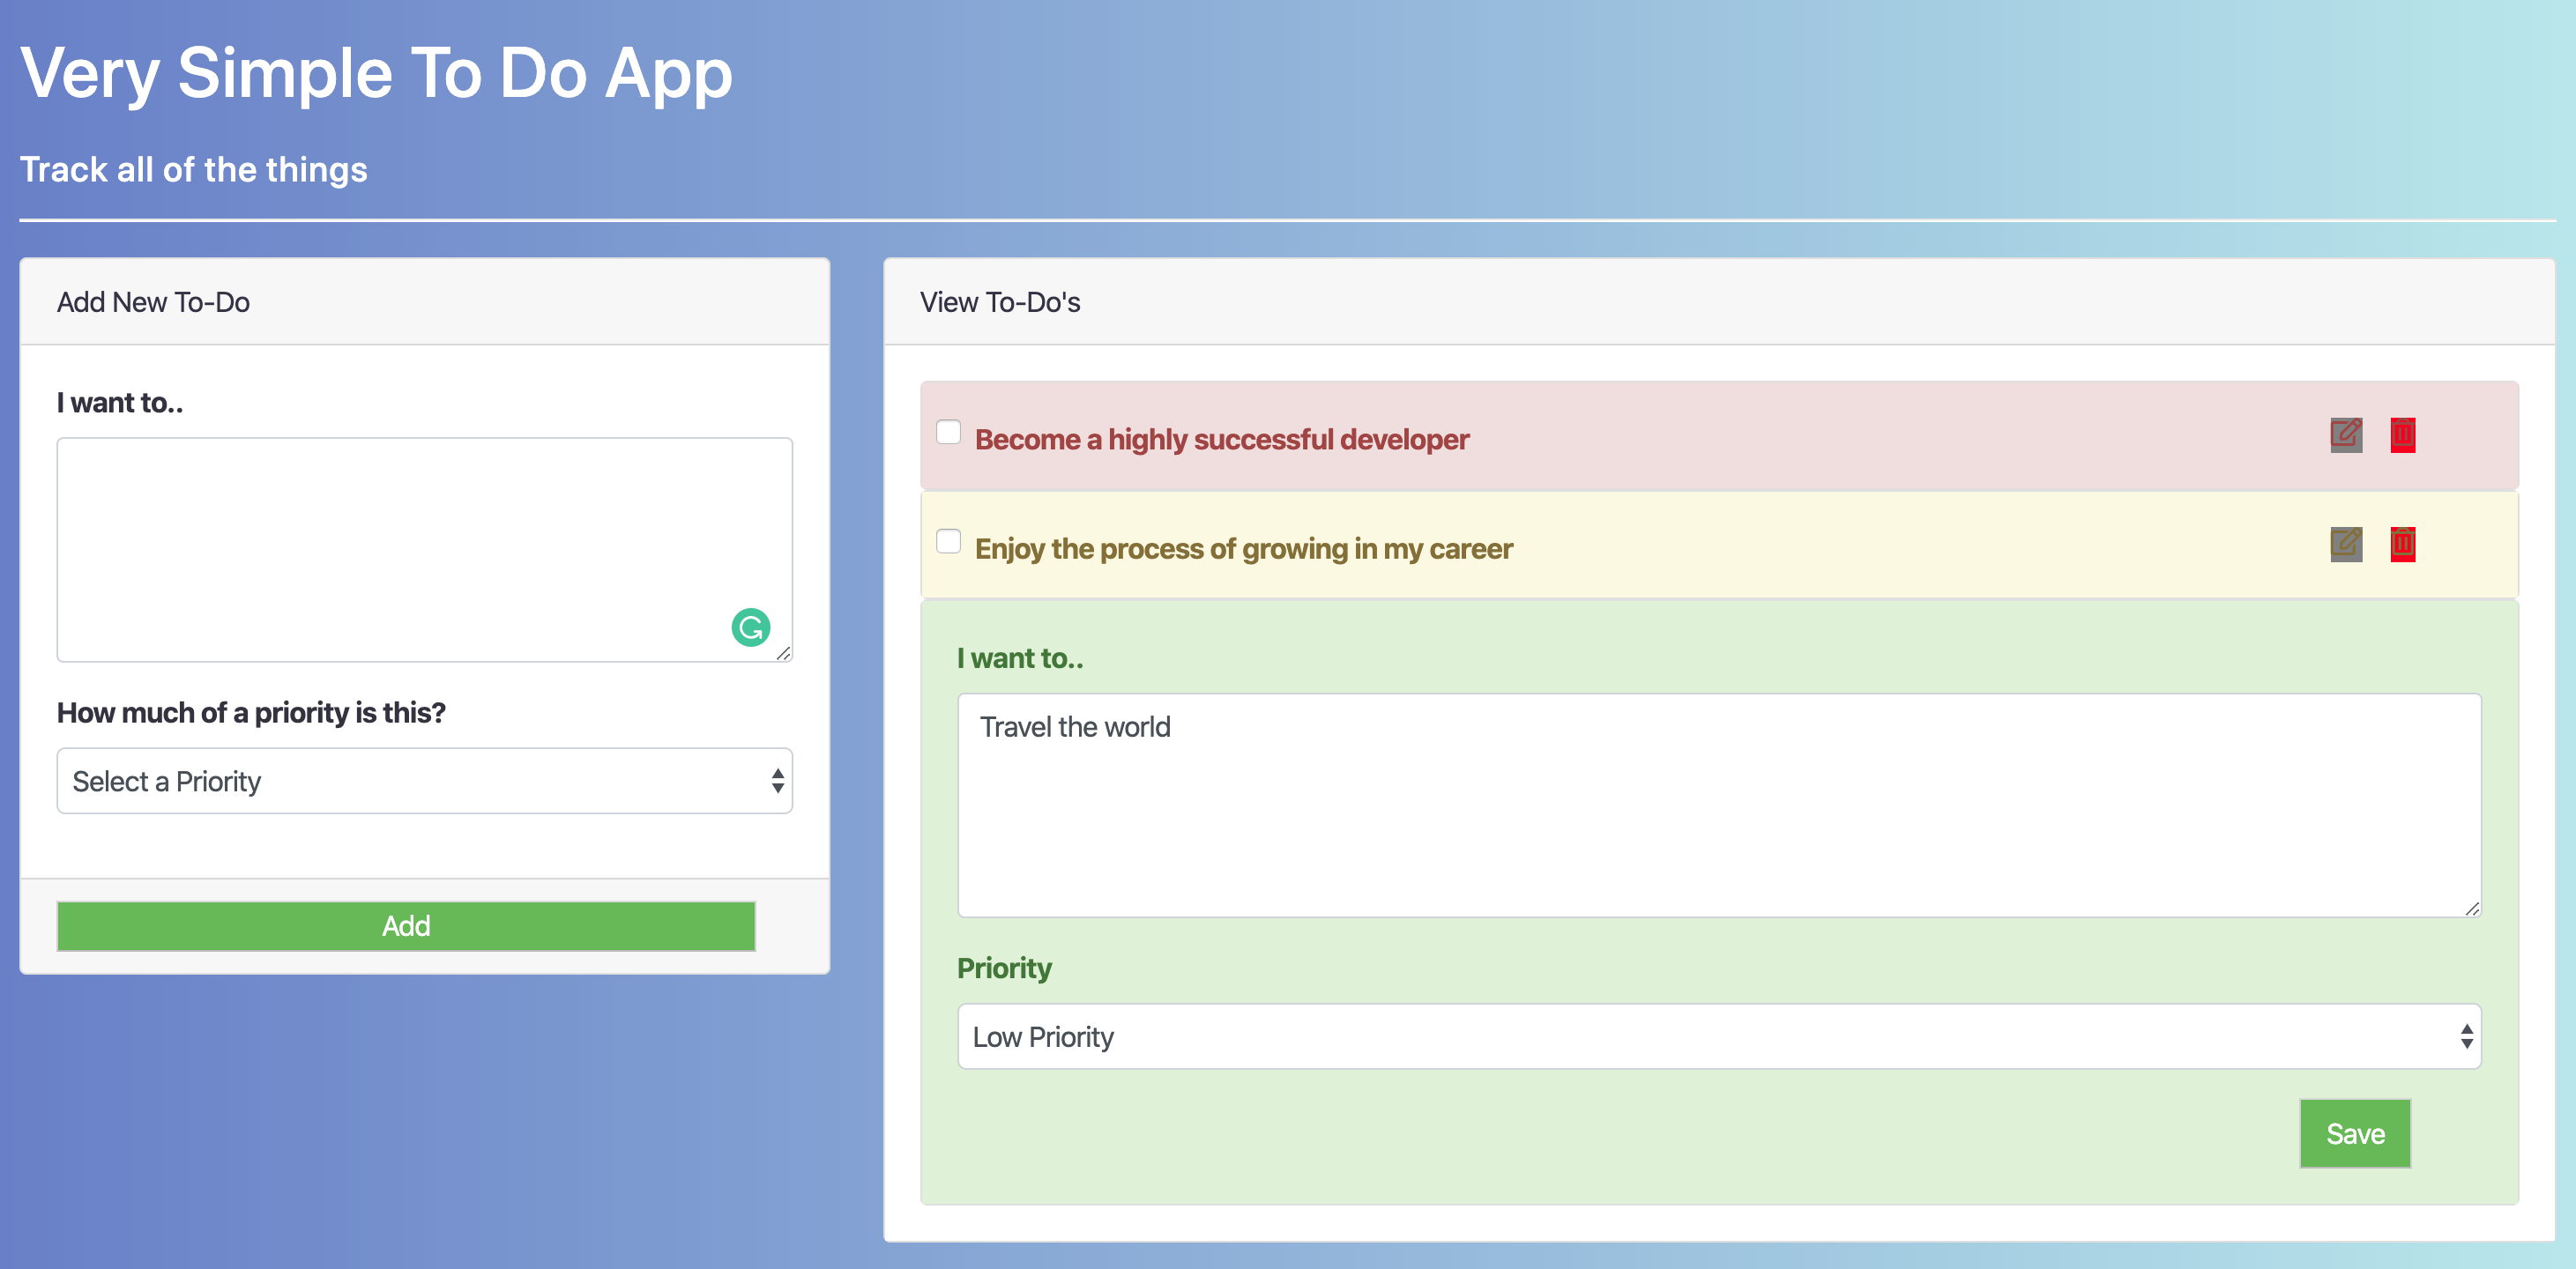 Very Simple To Do App
Track all of the things
Add New To-Do
I want to..
How much of a priority is this?
Select a Priority
Add
View To-Do's
Become a highly successful developer
Enjoy the process of growing in my career
I want to..
Travel the world
Priority
Low Priority
Save